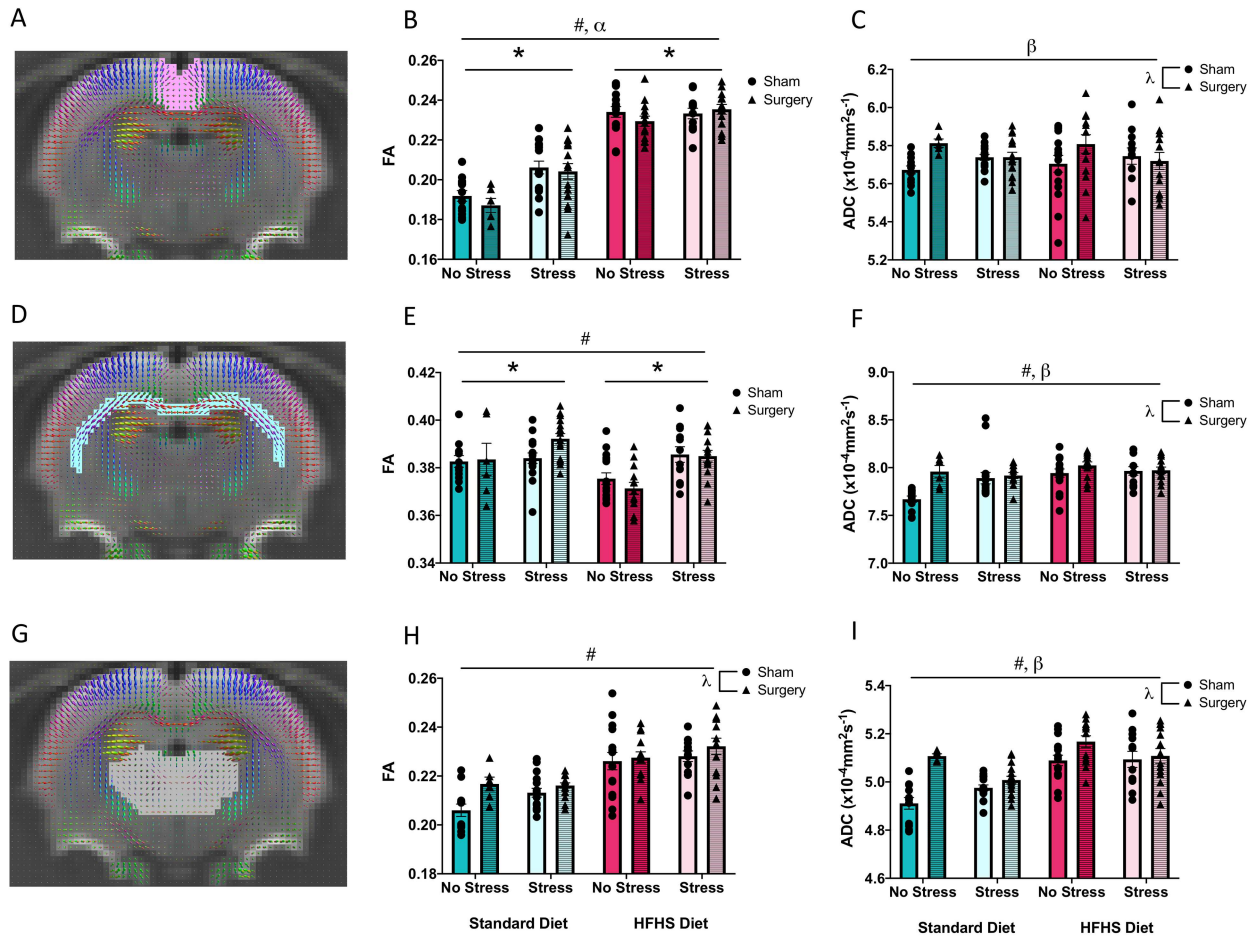 A
B
#, α
*
*
0.26
0.24
0.22
0.20
0.18
0.16
FA
Sham
Surgery
No Stress
Stress
No Stress
Stress
C
β
λ
Sham
Surgery
6.2
6.0
5.8
5.6
5.4
5.2
ADC (x10⁻⁴mm²s⁻¹)
No Stress
Stress
No Stress
Stress
D
E
#
*
*
0.42
0.40
0.38
0.36
0.34
FA
Sham
Surgery
No Stress
Stress
No Stress
Stress
F
#, β
λ
Sham
Surgery
9.0
8.5
8.0
7.5
7.0
ADC (x10⁻⁴mm²s⁻¹)
No Stress
Stress
No Stress
Stress
G
H
#
λ
Sham
Surgery
0.26
0.24
0.22
0.20
0.18
FA
No Stress
Stress
No Stress
Stress
Standard Diet
HFHS Diet
I
#, β
λ
Sham
Surgery
5.4
5.2
5.0
4.8
4.6
ADC (x10⁻⁴mm²s⁻¹)
No Stress
Stress
No Stress
Stress
Standard Diet
HFHS Diet